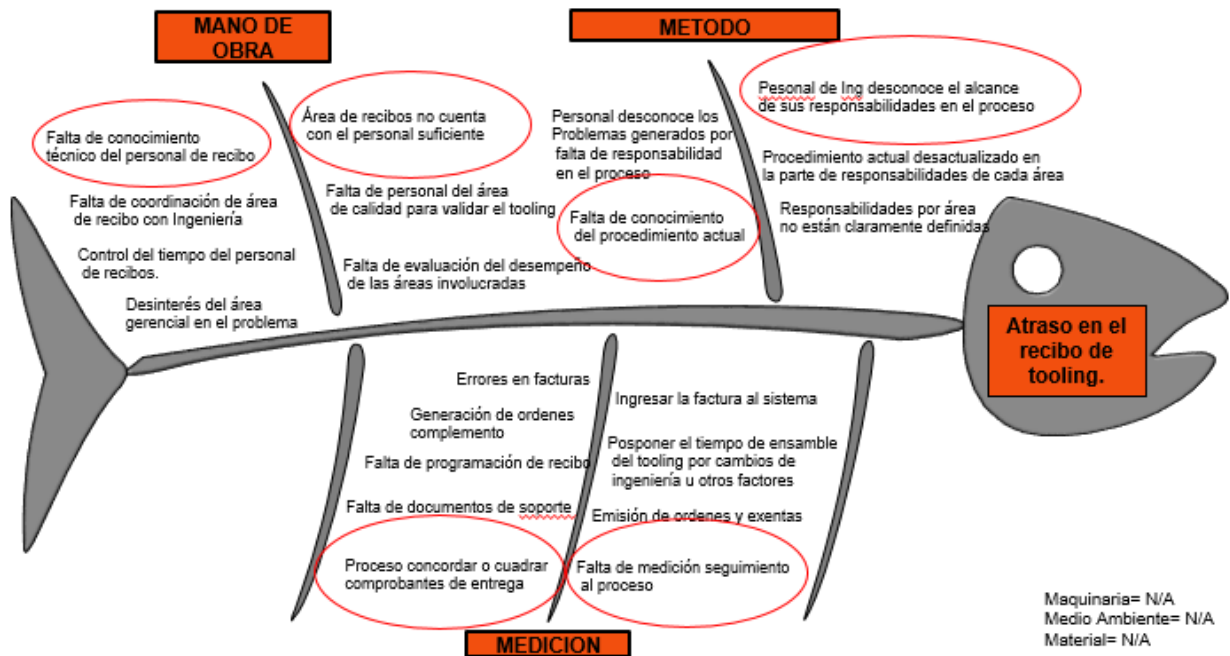 MANO DE
OBRA
METODO
Falta de conocimiento
técnico del personal de recibo
Falta de coordinación de área
de recibo con Ingeniería
Control del tiempo del personal
de recibos.
Desinterés del área
gerencial en el problema
Área de recibos no cuenta
con el personal suficiente
Falta de personal del área
de calidad para validar el tooling
Falta de evaluación del desempeño
de las áreas involucradas
Personal desconoce los
Problemas generados por
falta de responsabilidad
en el proceso
Falta de conocimiento
del procedimiento actual
Pesonal de Ing desconoce el alcance
de sus responsabilidades en el proceso
Procedimiento actual desactualizado en
la parte de responsabilidades de cada área
Responsabilidades por área
no están claramente definidas
Atraso en el
recibo de
tooling.
Errores en facturas
Generación de ordenes
complemento
Falta de programación de recibo
Falta de documentos de soporte
Proceso concordar o cuadrar
comprobantes de entrega
Ingresar la factura al sistema
Posponer el tiempo de ensamble
del tooling por cambios de
ingeniería u otros factores
Emisión de ordenes y exentas
Falta de medición seguimiento
al proceso
MEDICION
Maquinaria= N/A
Medio Ambiente= N/A
Material= N/A